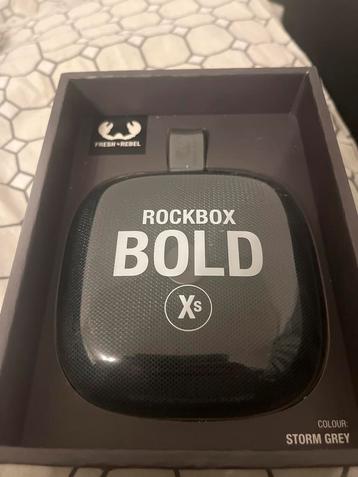 FRESH 'N REBEL
ROCKBOX
BOLD
Xs
COLOUR:
STORM GREY